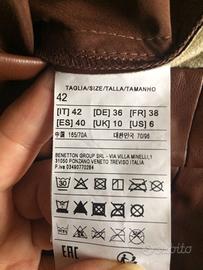 TAGLIA/SIZE/TALLA/TAMANHO
42
[IT] 42 [DE] 36 [FR] 38
[ES] 40 [UK] 10 [US] 6
中国 165/70A 대한민국 70/96
BENETTON GROUP SRL - VIA VILLA MINELLI,1
31050 PONZANO VENETO TREVISO (ITALIA)
P.iva 03490770264
30
EAC
Subito